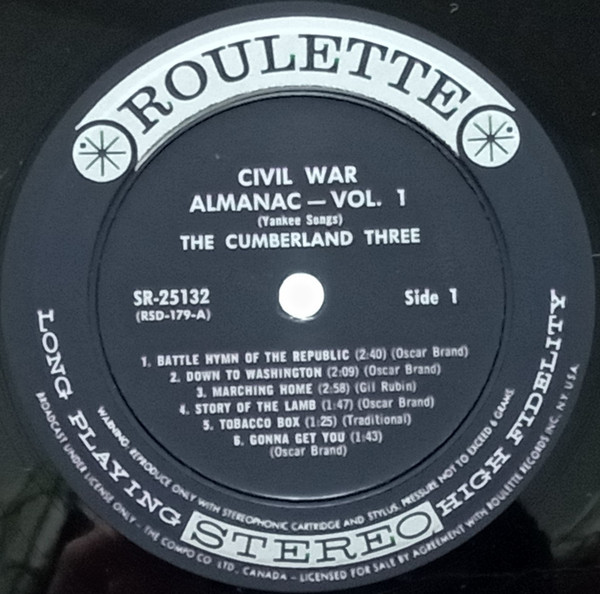 ROULETTE
CIVIL WAR
ALMANAC — VOL. 1
(Yankee Songs)
THE CUMBERLAND THREE
SR-25132
(RSD-179-A)
Side 1
1. BATTLE HYMN OF THE REPUBLIC (2:40) (Oscar Brand)
2. DOWN TO WASHINGTON (2:09) (Oscar Brand)
3. MARCHING HOME (2:58) (Gil Rubin)
4. STORY OF THE LAMB (1:47) (Oscar Brand)
5. TOBACCO BOX (1:25) (Traditional)
6. GONNA GET YOU (1:43)
(Oscar Brand)
WARNING. REPRODUCE ONLY WITH STEREOPHONIC CARTRIDGE AND STYLUS. PRESSURE NOT TO EXCEED 6 GRAMS
LONG PLAYING STEREO HIGH FIDELITY
BROADCAST UNDER LICENSE ONLY - THE COMPO CO LTD. CANADA - LICENSED FOR SALE BY AGREEMENT WITH ROULETTE RECORDS INC. N.Y. U.S.A.